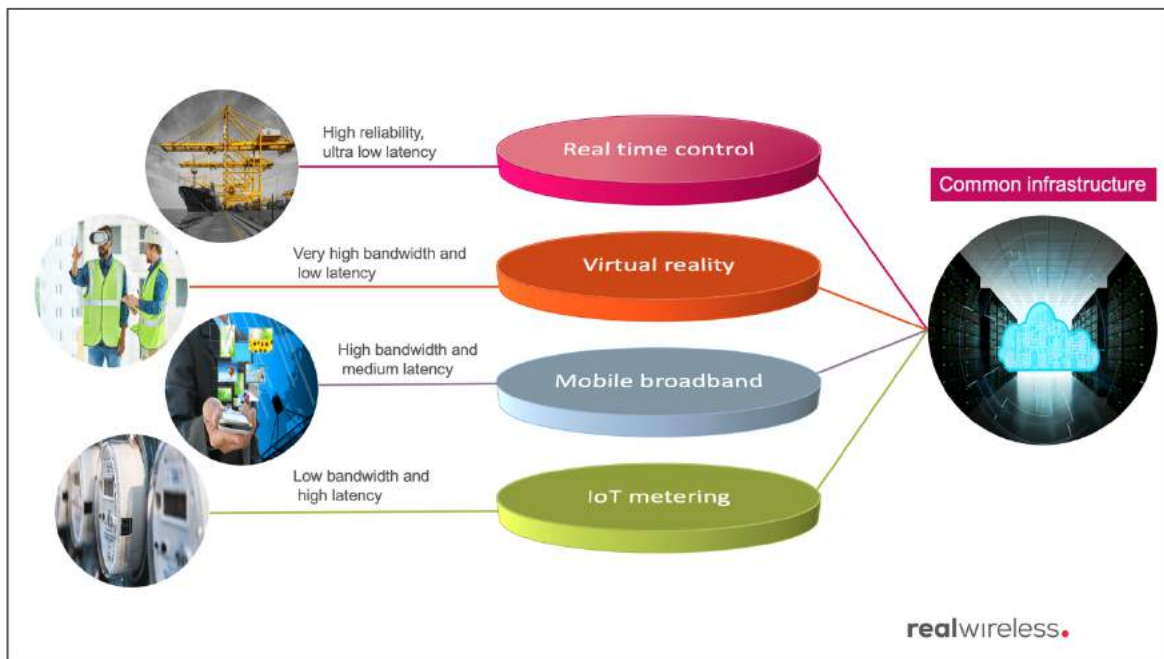 High reliability,
ultra low latency
Real time control
Common infrastructure
Very high bandwidth and
low latency
Virtual reality
High bandwidth and
medium latency
Mobile broadband
Low bandwidth and
high latency
IoT metering
realwireless.